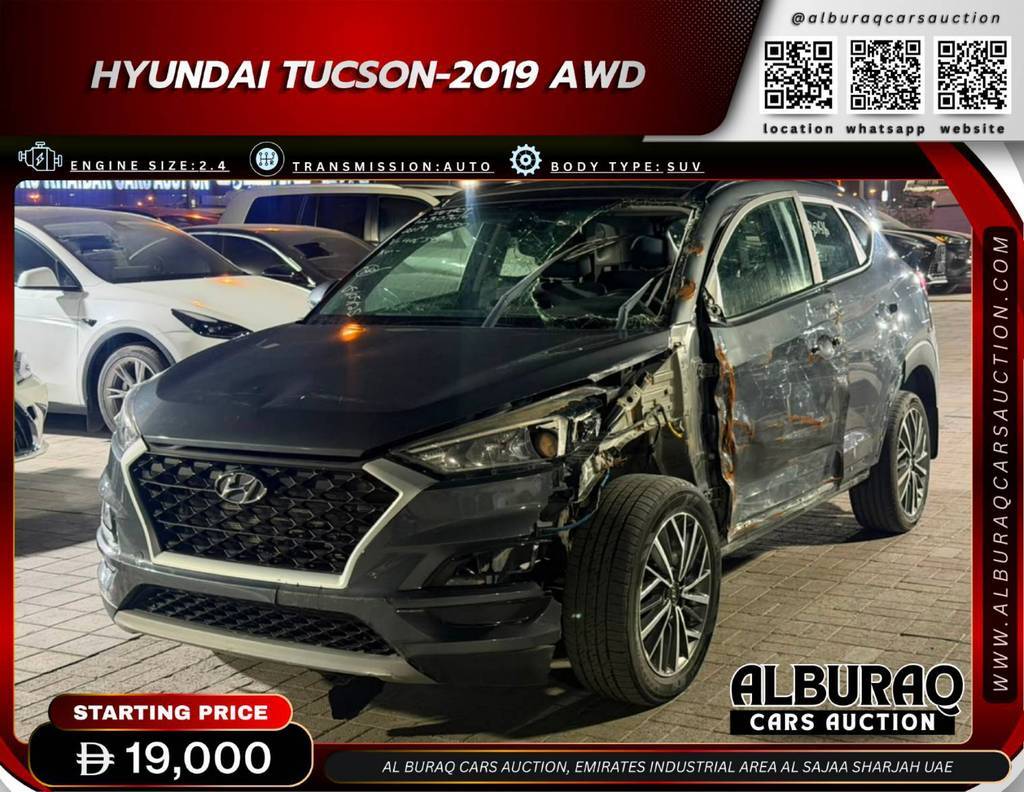 @alburaqcarsauction
HYUNDAI TUCSON-2019 AWD
location whatsapp website
ENGINE SIZE:2.4 TRANSMISSION:AUTO BODY TYPE: SUV
WWW.ALBURAQCARSAUCTION.COM
ALBURAQ
CARS AUCTION
STARTING PRICE
19,000
AL BURAQ CARS AUCTION, EMIRATES INDUSTRIAL AREA AL SAJAA SHARJAH UAE